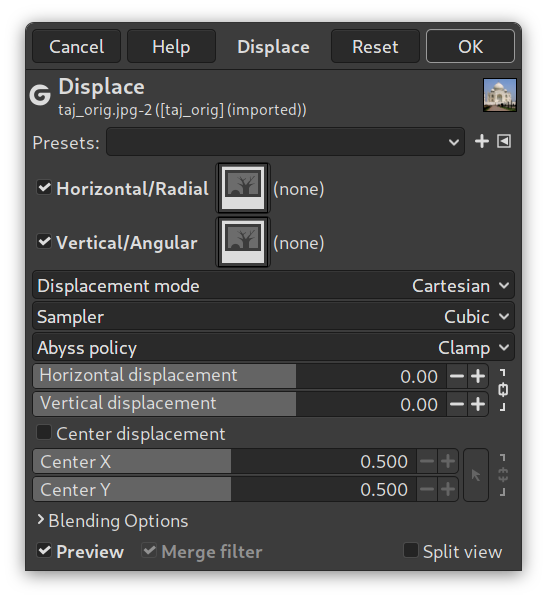 Cancel Help Displace Reset OK
Displace
taj_orig.jpg-2 ([taj_orig] (imported))
Presets:
Horizontal/Radial (none)
Vertical/Angular (none)
Displacement mode Cartesian
Sampler Cubic
Abyss policy Clamp
Horizontal displacement 0.00
Vertical displacement 0.00
Center displacement
Center X 0.500
Center Y 0.500
Blending Options
Preview Merge filter Split view